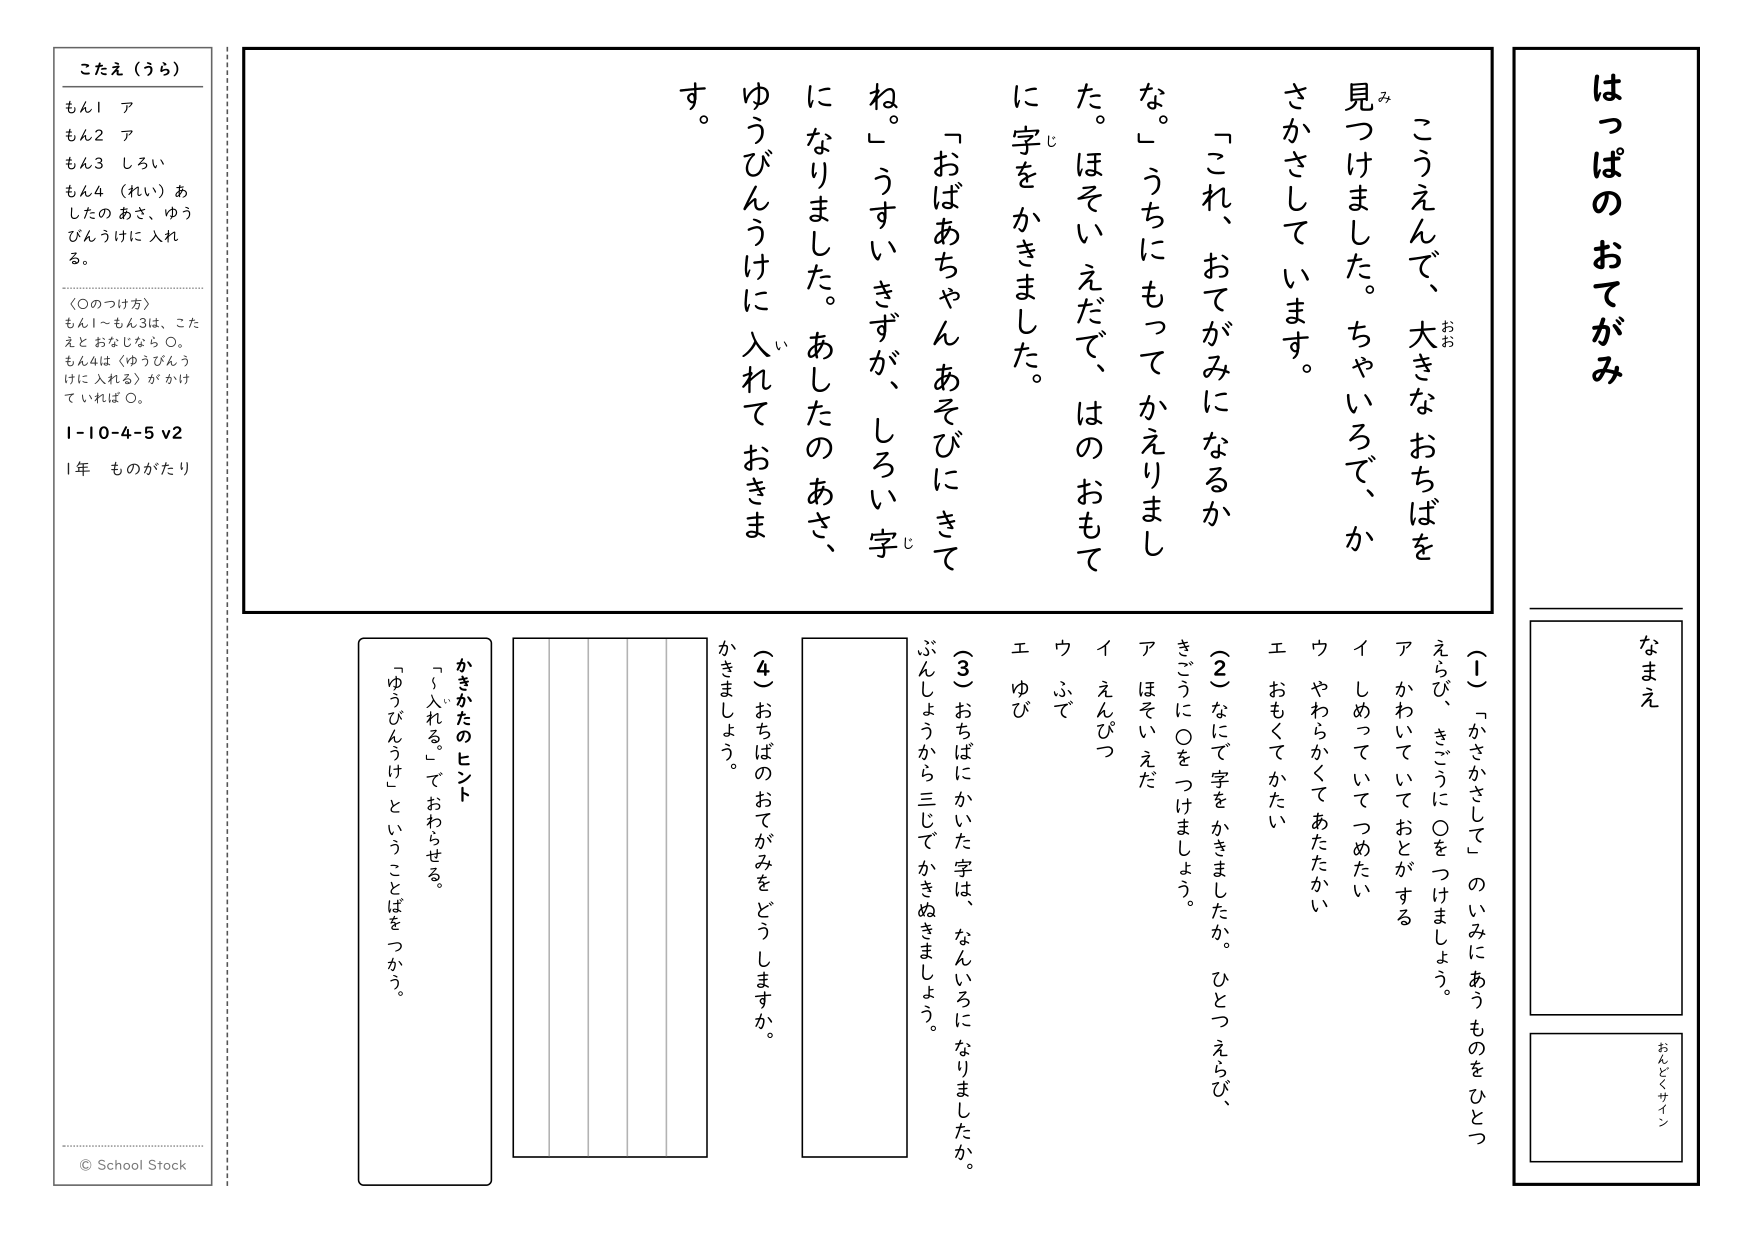 はっぱの おてがみ
なまえ
おんどくサイン
こうえんで、大きな おちばを
見つけました。ちゃいろで、か
さかさして います。
「これ、おてがみに なるか
な。」うちに もって かえりまし
た。ほそい えだで、はの おもて
に 字を かきました。
「おばあちゃん あそびに きて
ね。」うすい きずが、しろい 字
に なりました。あしたの あさ、
ゆうびんうけに 入れて おきま
す。
おお
み
じ
じ
い
(1)「かさかさして」の いみに あう ものを ひとつ
えらび、きごうに ○を つけましょう。
ア かわいて いて おとが する
イ しめって いて つめたい
ウ やわらかくて あたたかい
エ おもくて かたい
(2)なにで 字を かきましたか。ひとつ えらび、
きごうに ○を つけましょう。
ア ほそい えだ
イ えんぴつ
ウ ふで
エ ゆび
(3)おちばに かいた 字は、なんいろに なりましたか。
ぶんしょうから 三じで かきぬきましょう。
(4)おちばの おてがみを どう しますか。
かきましょう。
かきかたの ヒント
「〜入れる。」で おわらせる。
い
「ゆうびんうけ」と いう ことばを つかう。
こたえ(うら)
もん1 ア
もん2 ア
もん3 しろい
もん4 (れい)あ
したの あさ、ゆう
びんうけに 入れ
る。
〈○のつけ方〉
もん1〜もん3は、こた
えと おなじなら ○。
もん4は〈ゆうびんう
けに 入れる〉が かけ
て いれば ○。
1-10-4-5 v2
1年 ものがたり
© School Stock